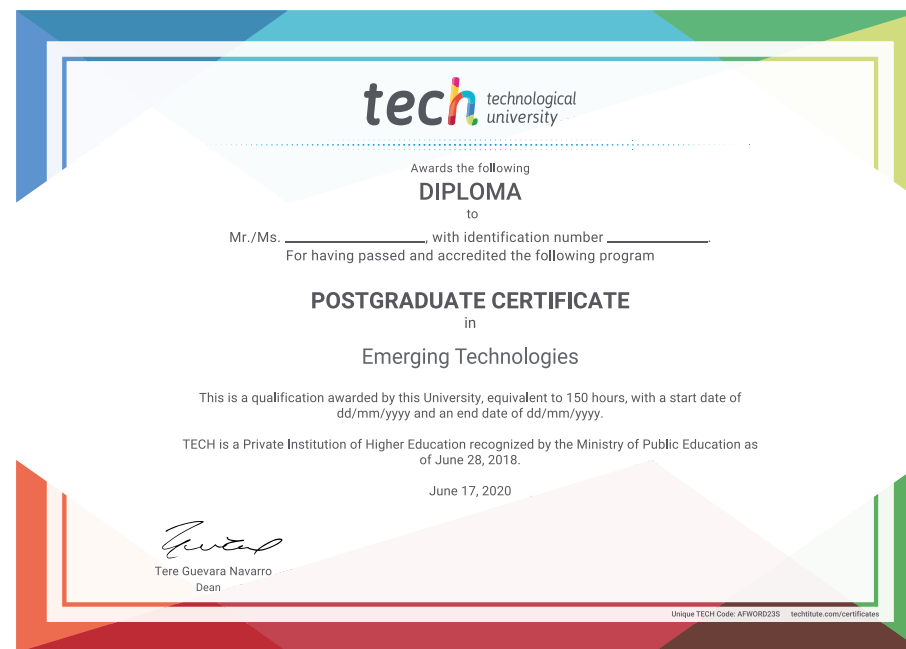 tech technological
university
Awards the following
DIPLOMA
to
Mr./Ms. ____________, with identification number ____________.
For having passed and accredited the following program
POSTGRADUATE CERTIFICATE
in
Emerging Technologies
This is a qualification awarded by this University, equivalent to 150 hours, with a start date of
dd/mm/yyyy and an end date of dd/mm/yyyy.
TECH is a Private Institution of Higher Education recognized by the Ministry of Public Education as
of June 28, 2018.
June 17, 2020
Tere Guevara Navarro
Dean
Unique TECH Code: AFWORD23S techtitute.com/certificates